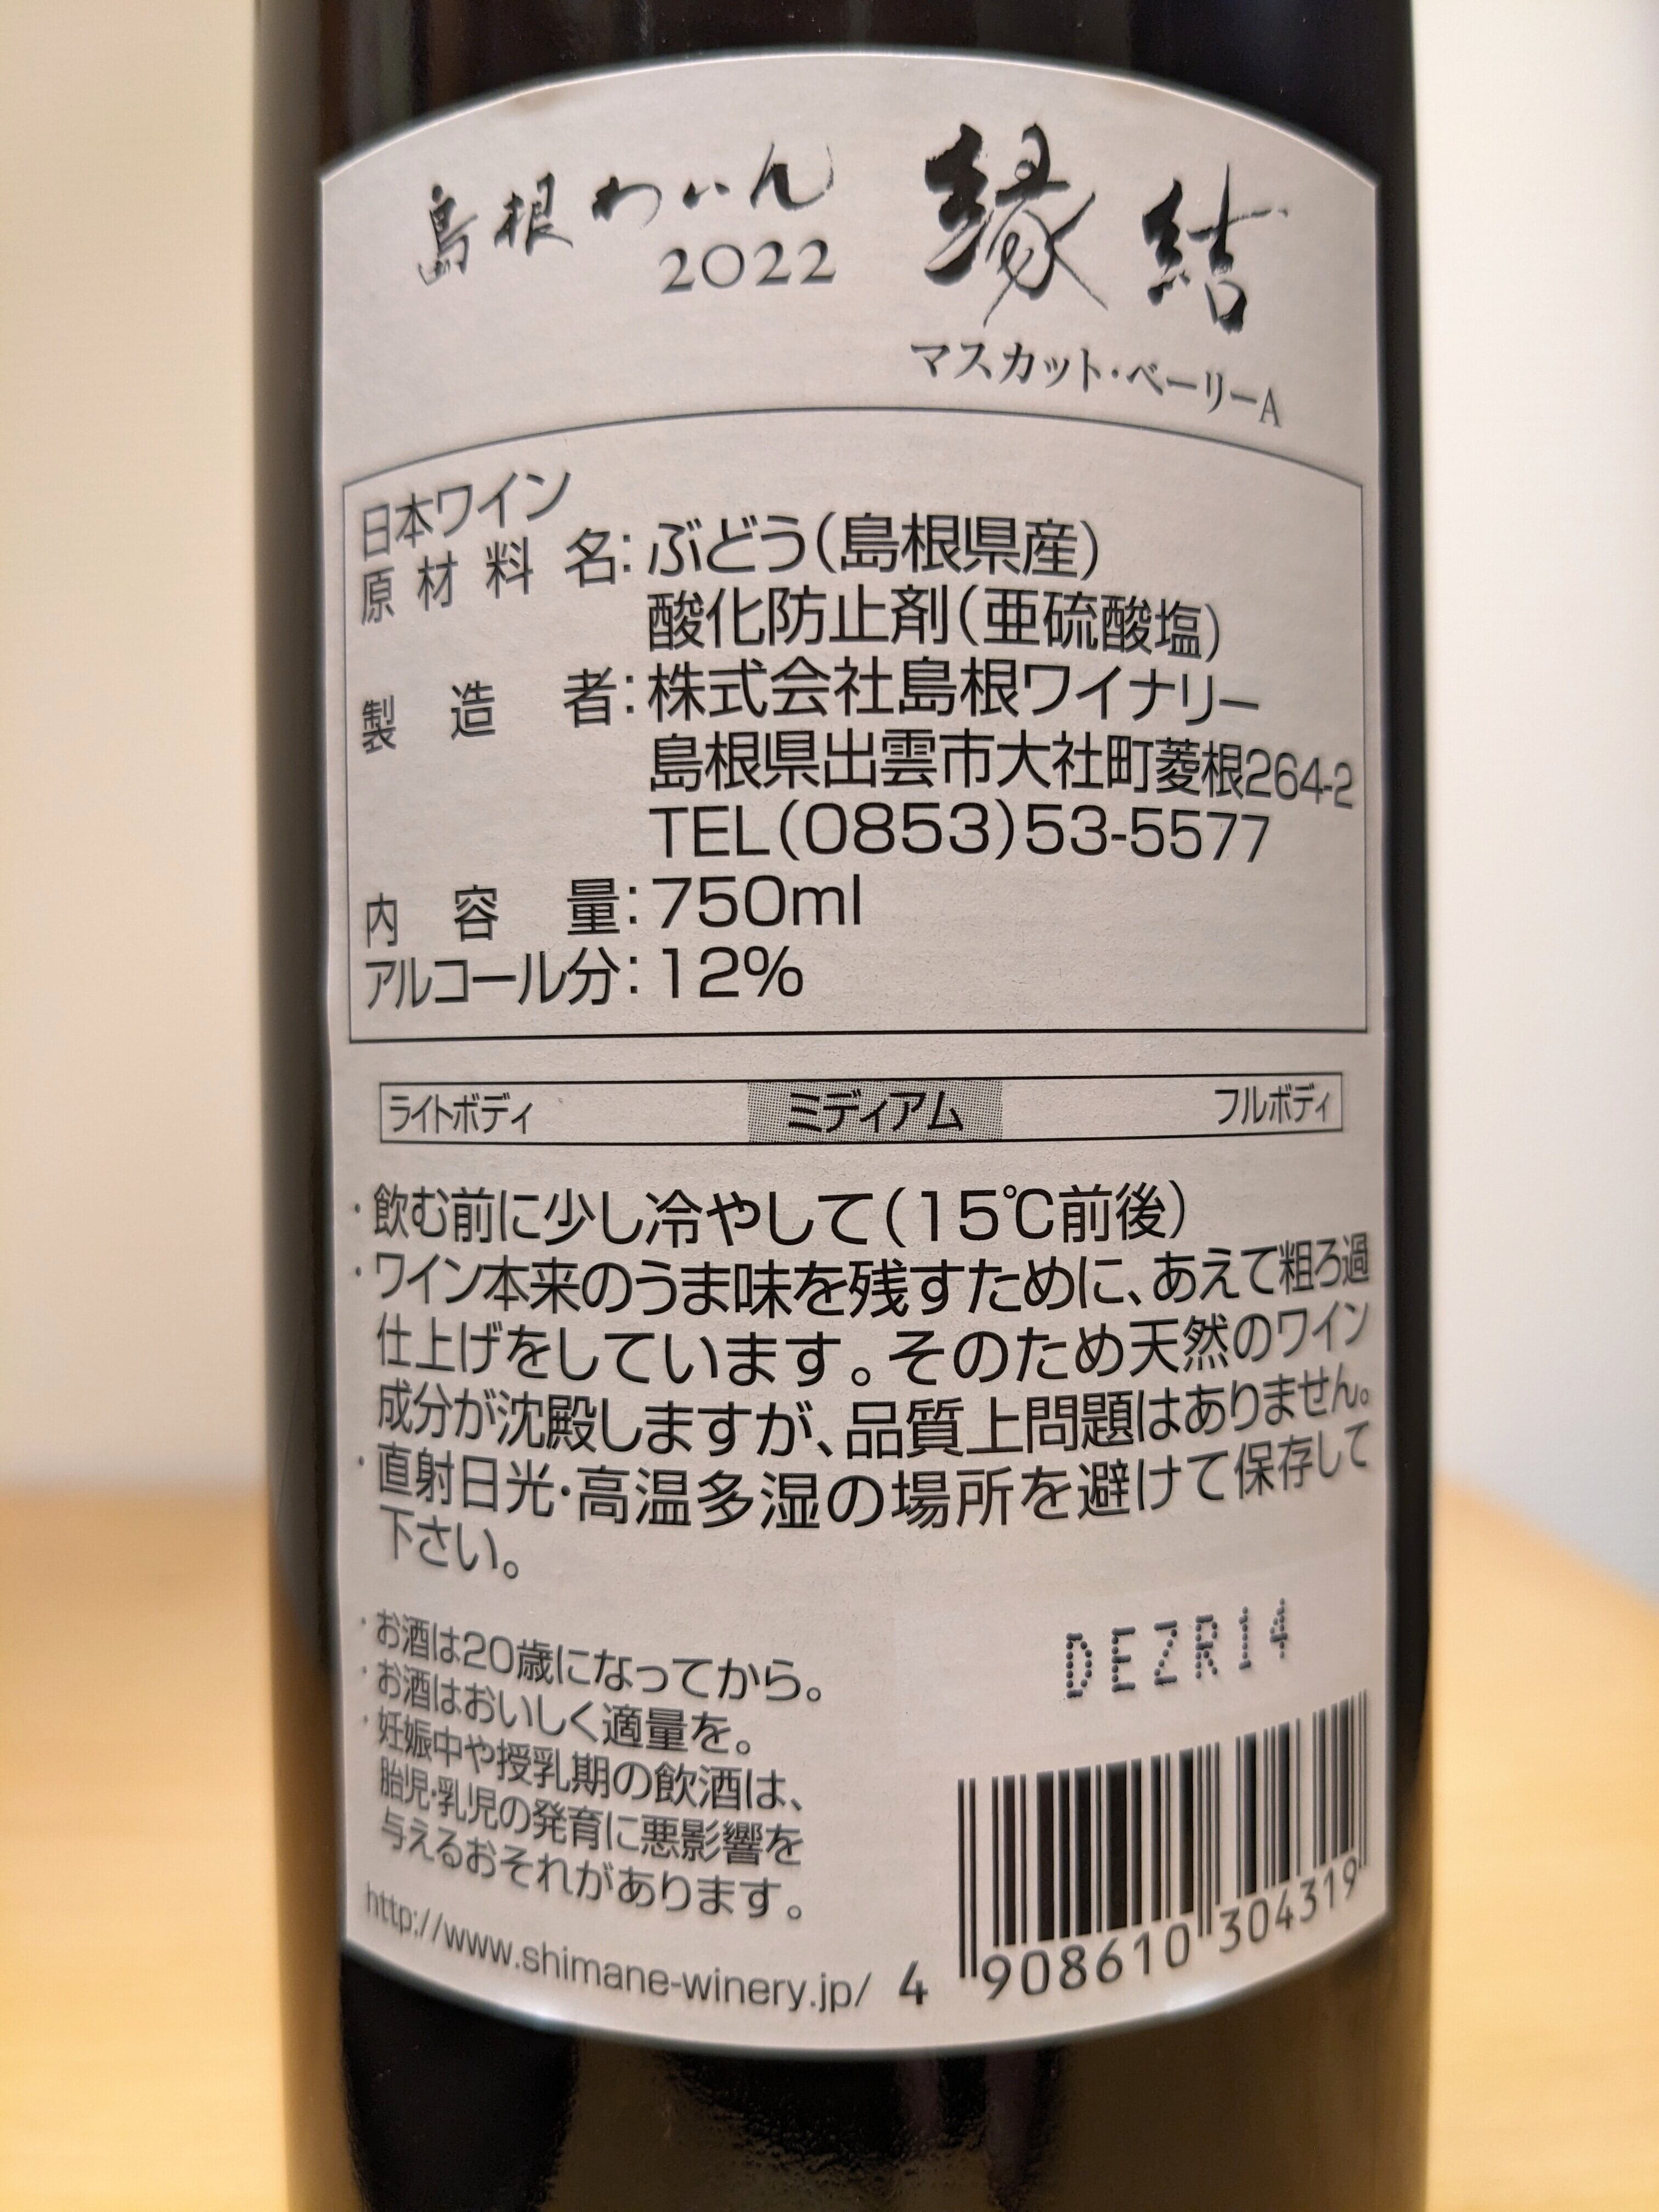 島根わいん 縁結
2022
マスカット・ベーリーA
日本ワイン
原材料名:ぶどう(島根県産)
酸化防止剤(亜硫酸塩)
製造者:株式会社島根ワイナリー
島根県出雲市大社町菱根264-2
TEL(0853)53-5577
内容量:750ml
アルコール分:12%
ライトボディ ミディアム フルボディ
・飲む前に少し冷やして(15℃前後)
・ワイン本来のうま味を残すために、あえて粗ろ過
仕上げをしています。そのため天然のワイン
成分が沈殿しますが、品質上問題はありません。
・直射日光・高温多湿の場所を避けて保存して
下さい。
・お酒は20歳になってから。
・お酒はおいしく適量を。
・妊娠中や授乳期の飲酒は、
胎児・乳児の発育に悪影響を
与えるおそれがあります。
http://www.shimane-winery.jp/
DEZR14
4 908610 304319